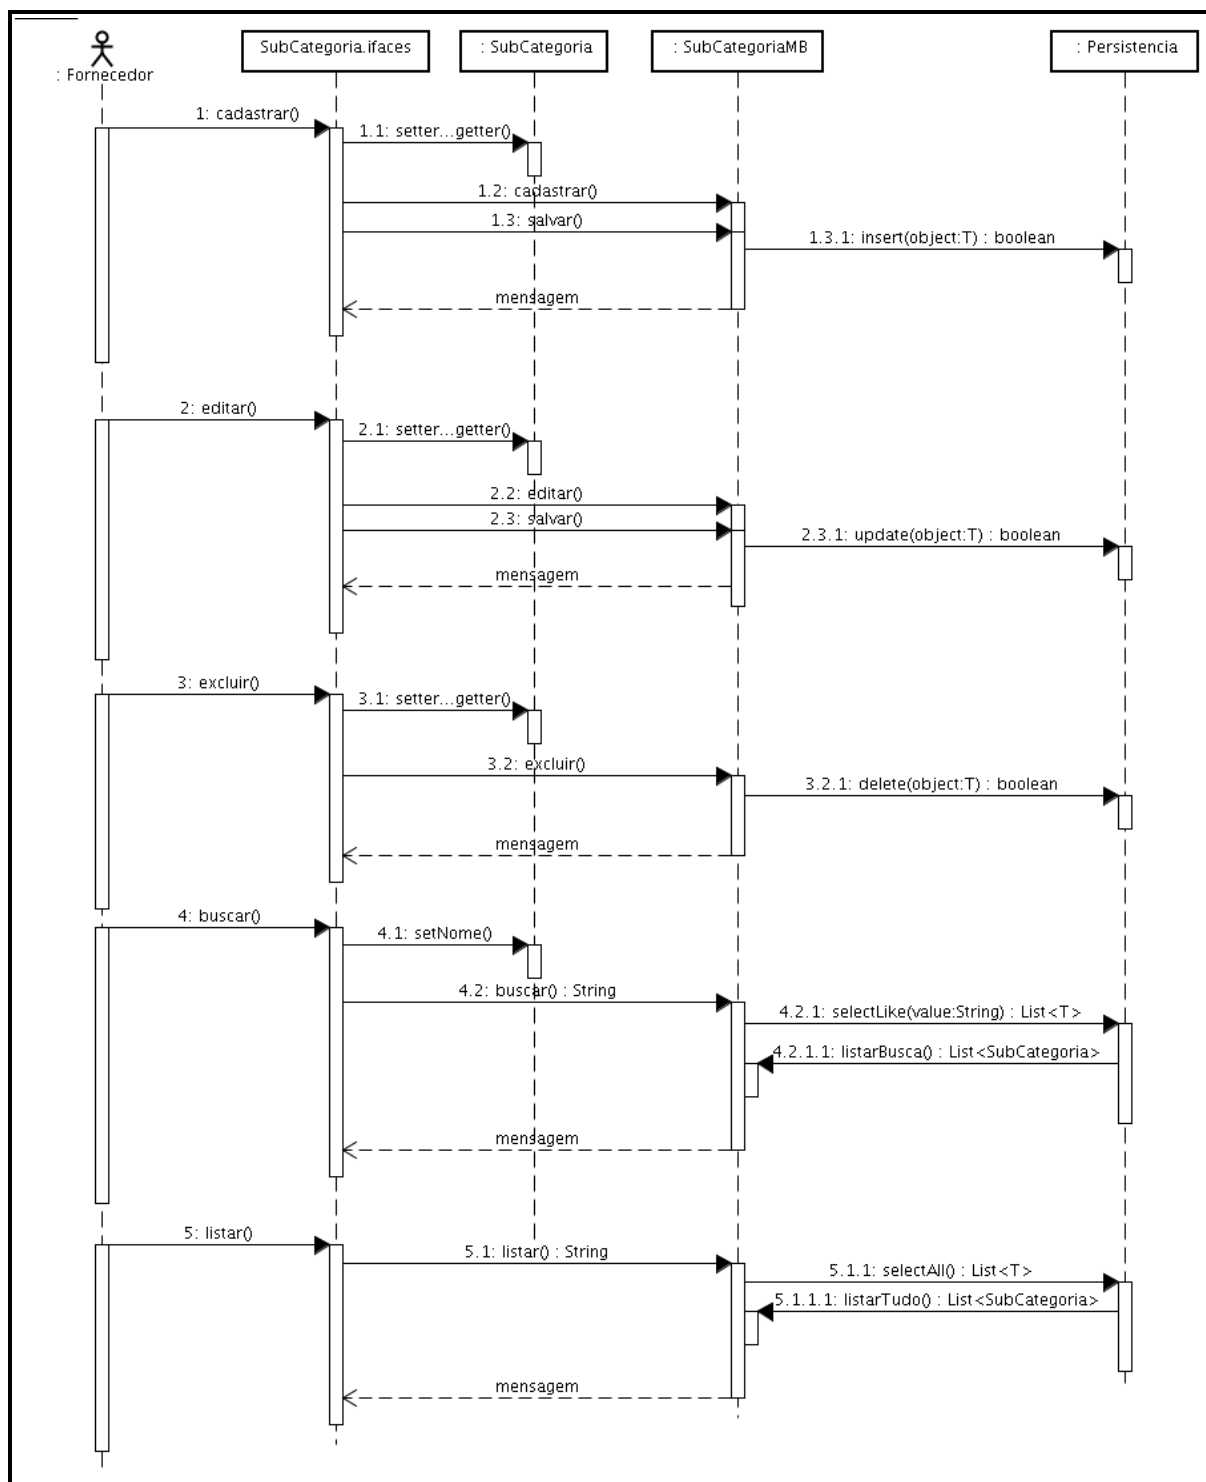 SubCategoria.ifaces
: SubCategoria
: SubCategoriaMB
: Persistencia
: Fornecedor
1: cadastrar()
1.1: setter...getter()
1.2: cadastrar()
1.3: salvar()
1.3.1: insert(object:T) : boolean
mensagem
2: editar()
2.1: setter...getter()
2.2: editar()
2.3: salvar()
2.3.1: update(object:T) : boolean
mensagem
3: excluir()
3.1: setter...getter()
3.2: excluir()
3.2.1: delete(object:T) : boolean
mensagem
4: buscar()
4.1: setNome()
4.2: buscar() : String
4.2.1: selectLike(value:String) : List<T>
4.2.1.1: listarBusca() : List<SubCategoria>
mensagem
5: listar()
5.1: listar() : String
5.1.1: selectAll() : List<T>
5.1.1.1: listarTudo() : List<SubCategoria>
mensagem